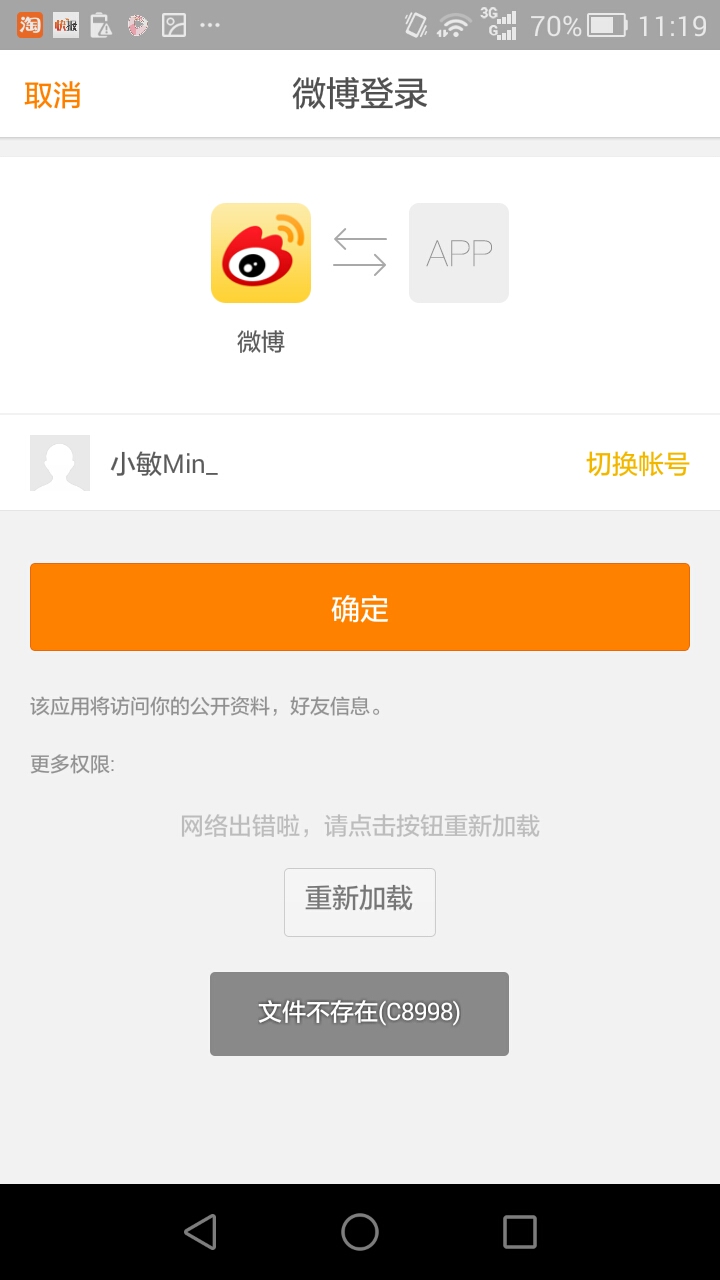 淘 快报 ... 3G G 70% 11:19
取消 微博登录
APP
微博
小敏Min_ 切换帐号
确定
该应用将访问你的公开资料，好友信息。
更多权限:
网络出错啦，请点击按钮重新加载
重新加载
文件不存在(C8998)